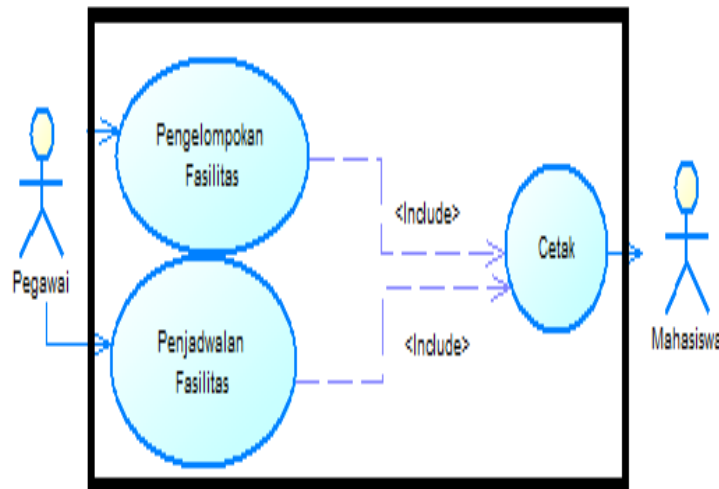 Pengelompokan
Fasilitas
<Include>
Cetak
Pegawai
Mahasiswa
Penjadwalan
Fasilitas
<Include>